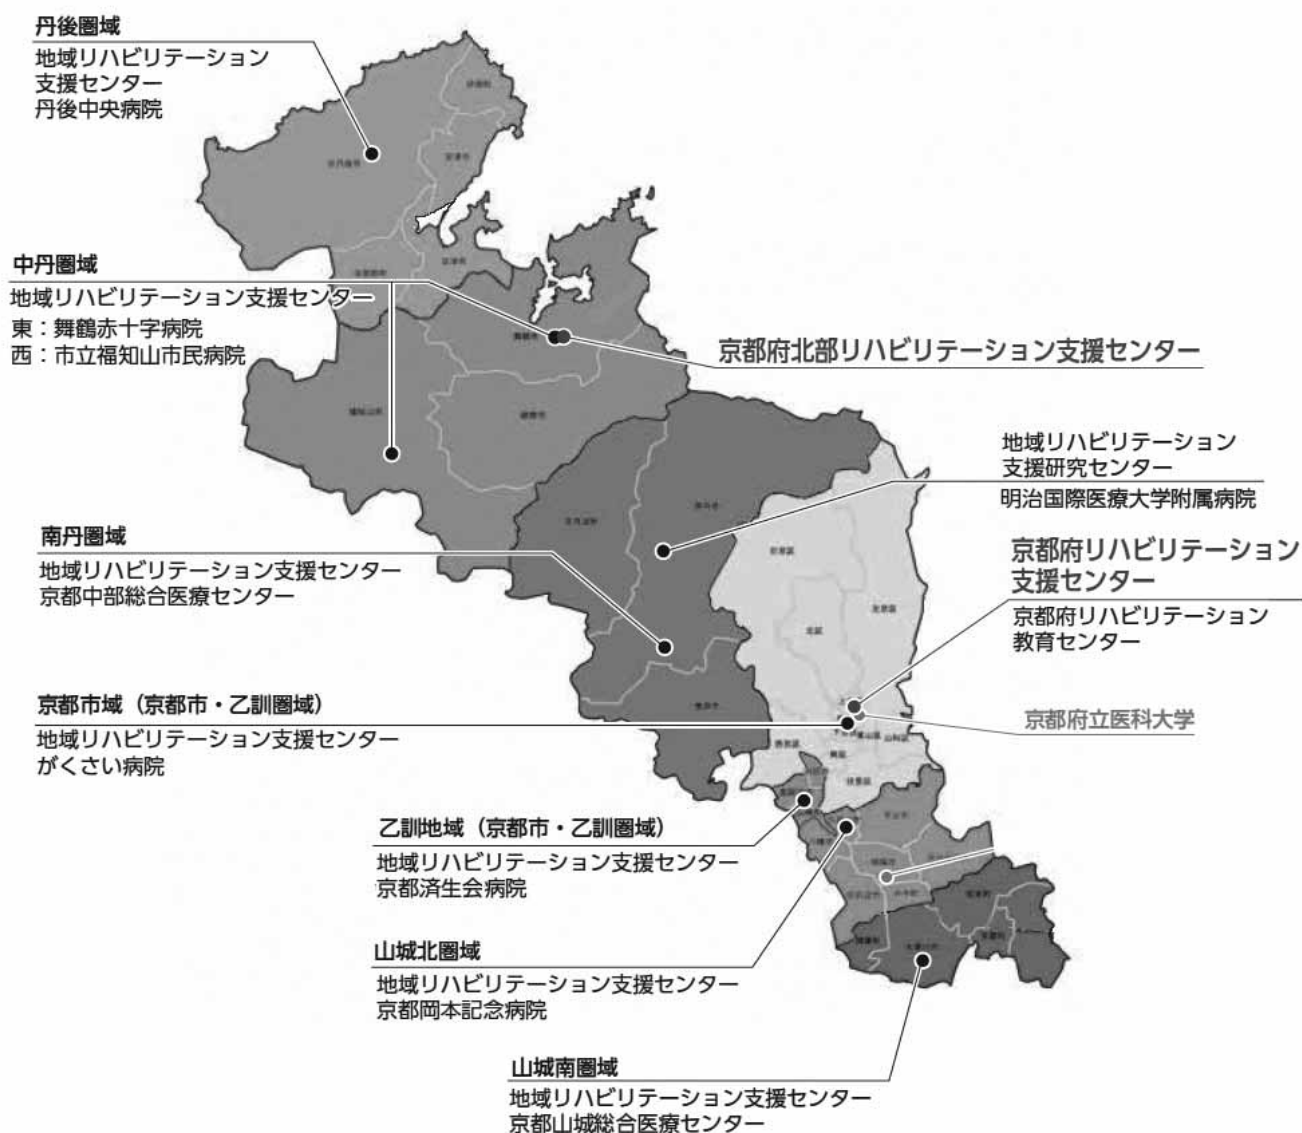 丹後圏域
地域リハビリテーション
支援センター
丹後中央病院
中丹圏域
地域リハビリテーション支援センター
東：舞鶴赤十字病院
西：市立福知山市民病院
京都府北部リハビリテーション支援センター
地域リハビリテーション
支援研究センター
明治国際医療大学附属病院
南丹圏域
地域リハビリテーション支援センター
京都中部総合医療センター
京都府リハビリテーション
支援センター
京都府リハビリテーション
教育センター
京都市域（京都市・乙訓圏域）
地域リハビリテーション支援センター
がくさい病院
京都府立医科大学
乙訓地域（京都市・乙訓圏域）
地域リハビリテーション支援センター
京都済生会病院
山城北圏域
地域リハビリテーション支援センター
京都岡本記念病院
山城南圏域
地域リハビリテーション支援センター
京都山城総合医療センター
北区
左京区
右京区
山科区
伏見区